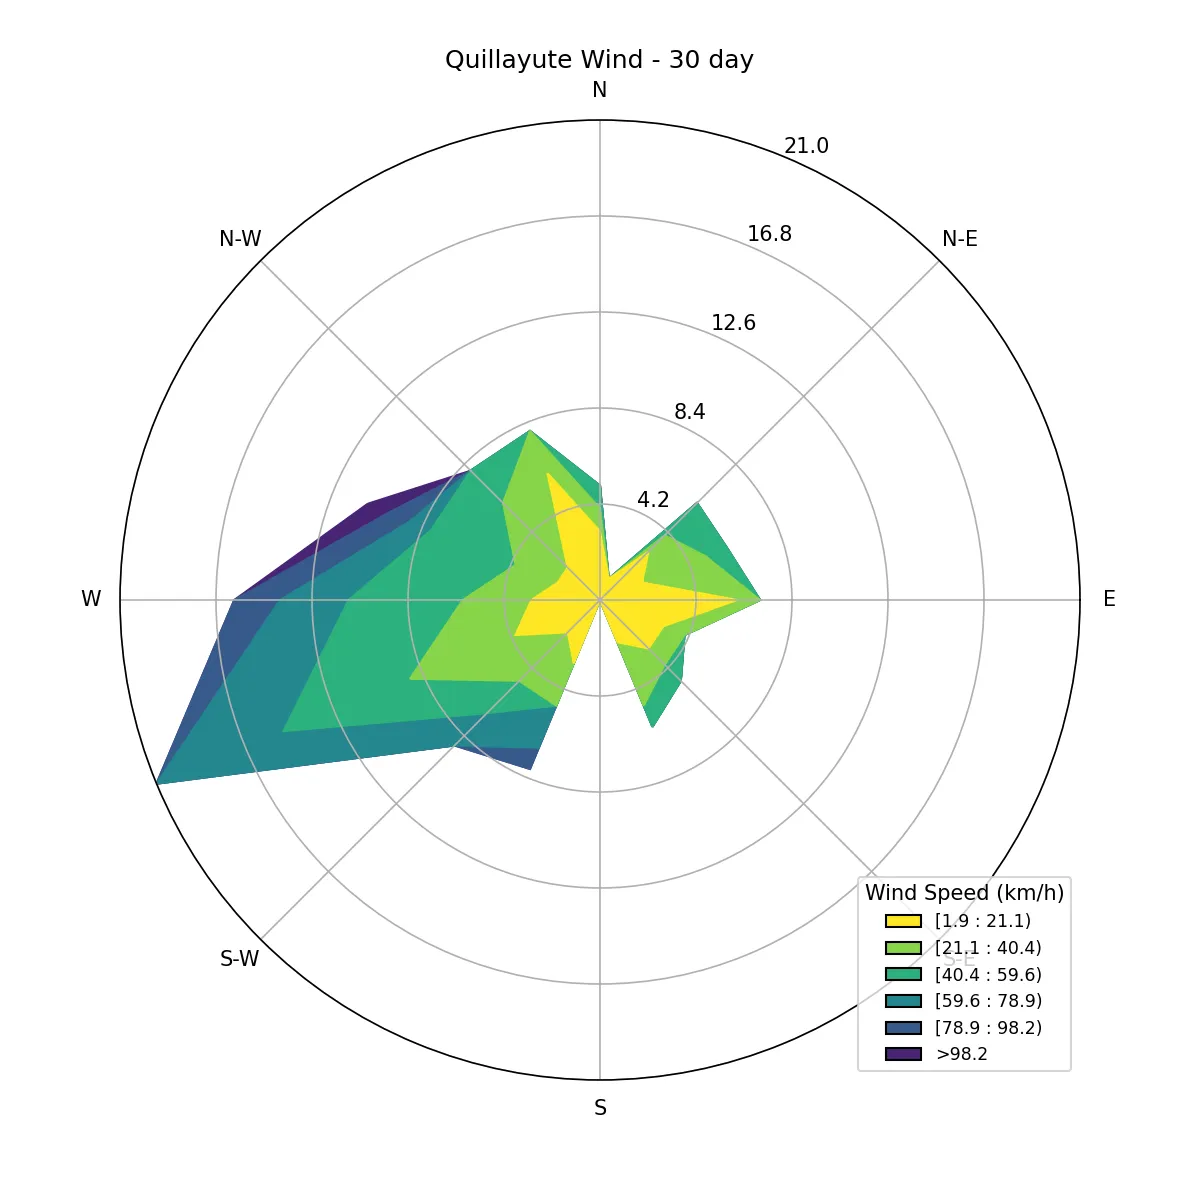 Quillayute Wind - 30 day
N
21.0
16.8
N-W
N-E
12.6
8.4
4.2
W
E
Wind Speed (km/h)
[1.9 : 21.1)
[21.1 : 40.4)
S-W
S-E
[40.4 : 59.6)
[59.6 : 78.9)
[78.9 : 98.2)
>98.2
S